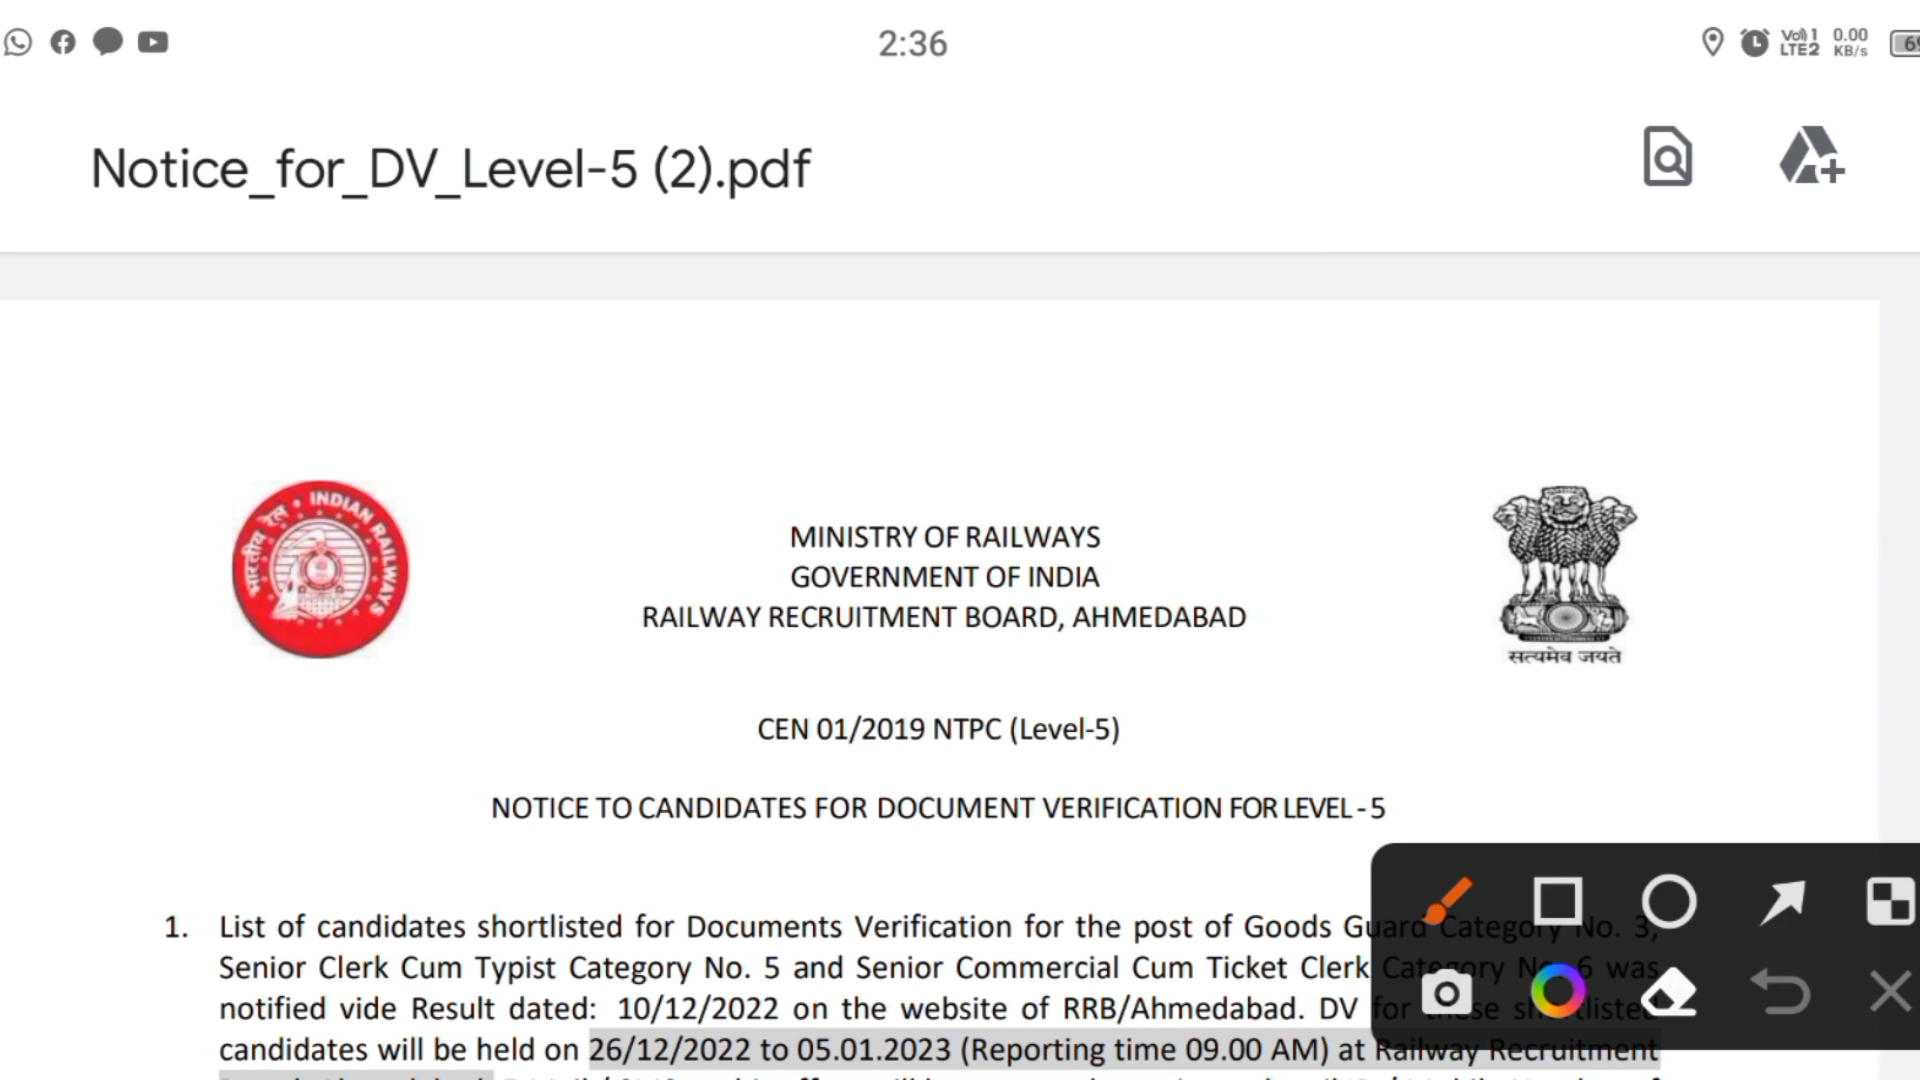 2:36
Vo)) 1
LTE2
0.00
KB/s
Notice_for_DV_Level-5 (2).pdf
भारतीय रेल • INDIAN RAILWAYS
MINISTRY OF RAILWAYS
GOVERNMENT OF INDIA
RAILWAY RECRUITMENT BOARD, AHMEDABAD
सत्यमेव जयते
CEN 01/2019 NTPC (Level-5)
NOTICE TO CANDIDATES FOR DOCUMENT VERIFICATION FOR LEVEL - 5
1. List of candidates shortlisted for Documents Verification for the post of Goods Guard Category No. 3,
Senior Clerk Cum Typist Category No. 5 and Senior Commercial Cum Ticket Clerk Category No. 6 was
notified vide Result dated: 10/12/2022 on the website of RRB/Ahmedabad. DV for these shortlisted
candidates will be held on 26/12/2022 to 05.01.2023 (Reporting time 09.00 AM) at Railway Recruitment